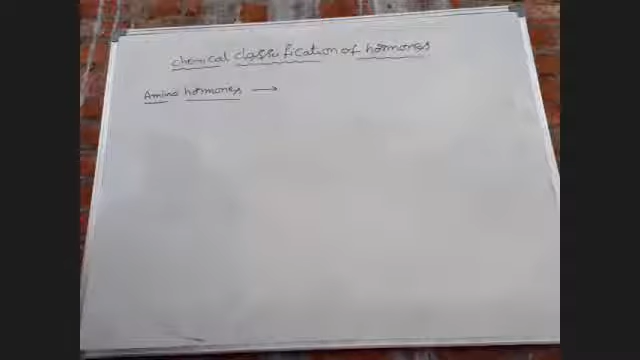 chemical classification of hormones
Amino hormones →